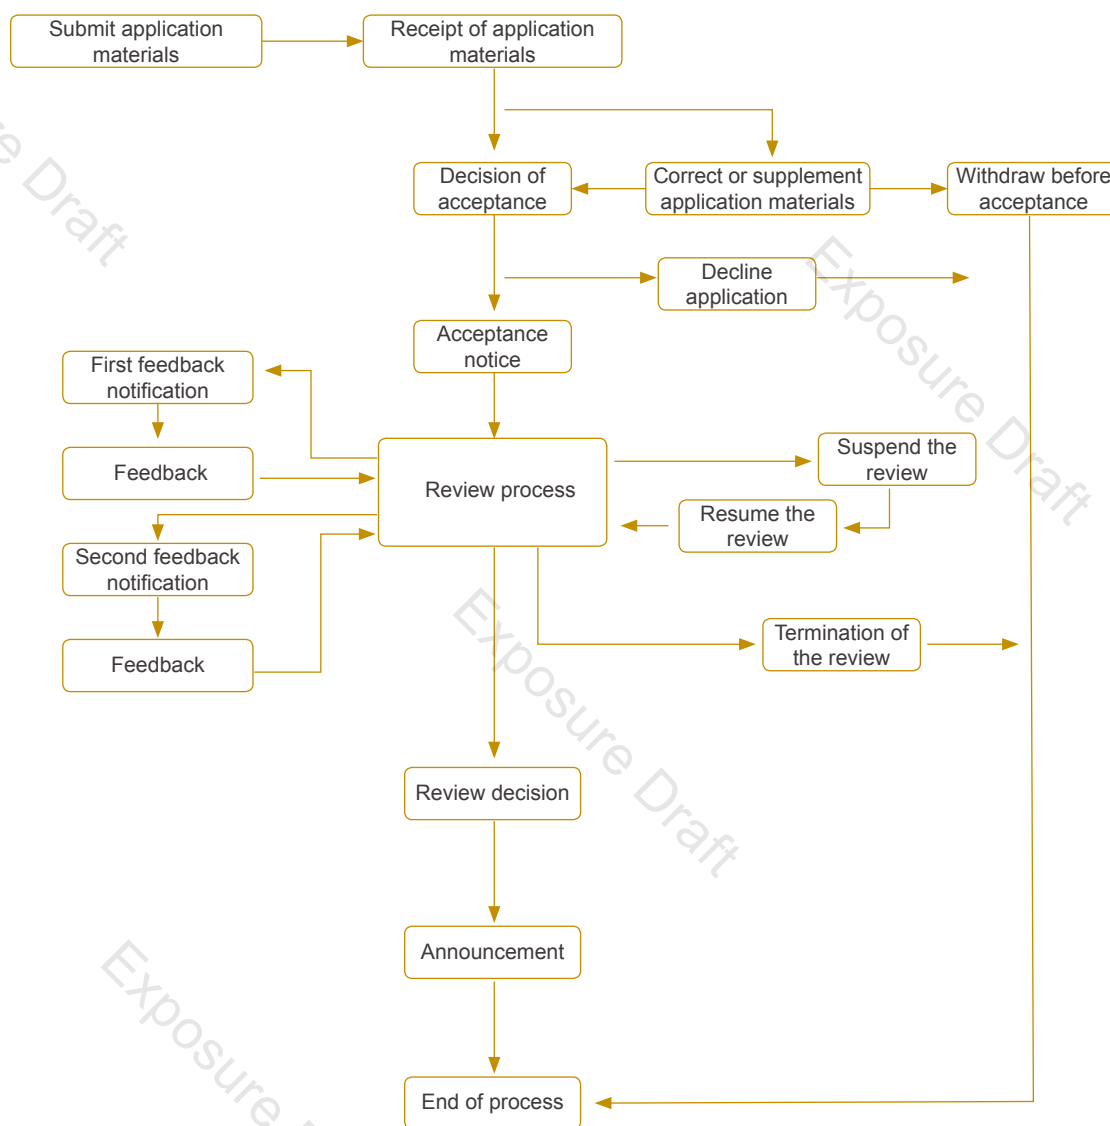 Submit application
materials
Receipt of application
materials
Decision of
acceptance
Correct or supplement
application materials
Withdraw before
acceptance
Decline
application
Acceptance
notice
First feedback
notification
Feedback
Review process
Suspend the
review
Resume the
review
Second feedback
notification
Feedback
Termination of
the review
Review decision
Announcement
End of process
Draft
Exposure Draft
Exposure Draft
Exposure